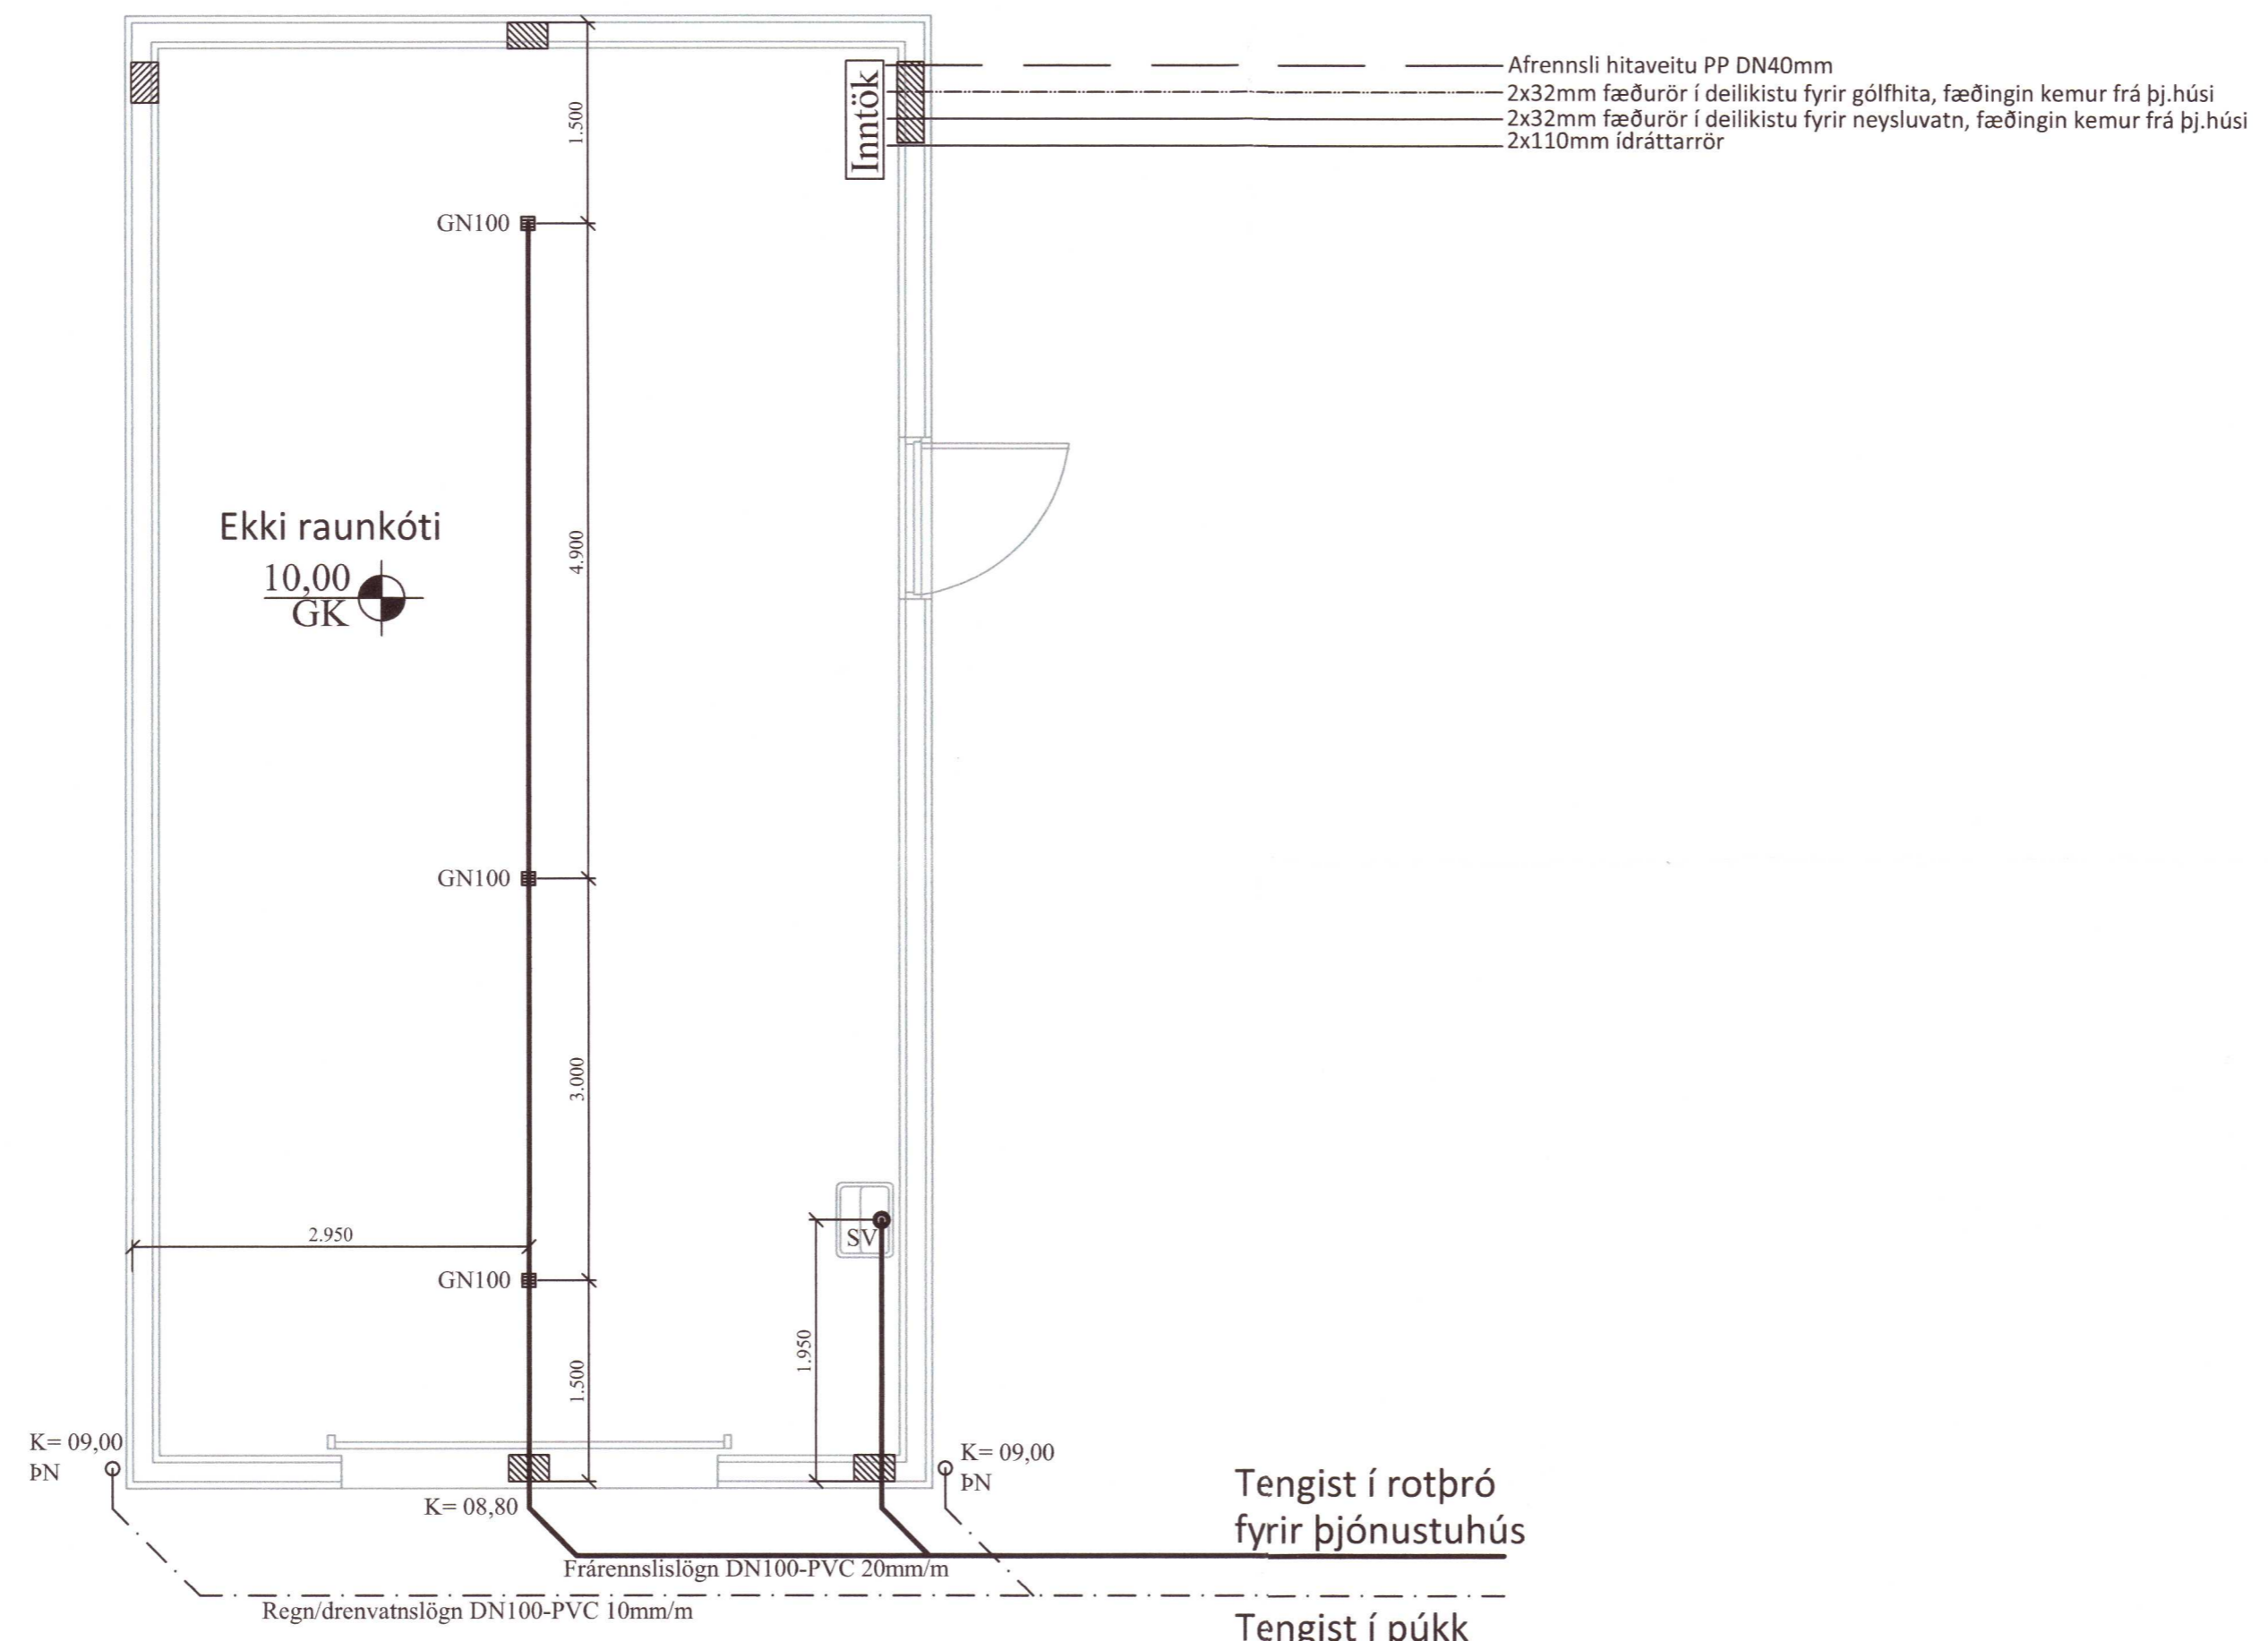 Afrennsli hitaveitu PP DN40mm
2x32mm fæðurör í deilikistu fyrir gólfhita, fæðingin kemur frá þj.húsi
2x32mm fæðurör í deilikistu fyrir neysluvatn, fæðingin kemur frá þj.húsi
2x110mm ídráttarrör
Inntök
1.500
GN100
Ekki raunkóti
10,00
GK
4.900
GN100
3.000
2.950
SV
GN100
1.950
1.500
K= 09,00
ÞN
K= 09,00
ÞN
K= 08,80
Tengist í rotþró
fyrir þjónustuhús
Frárennslislögn DN100-PVC 20mm/m
Regn/drenvatnslögn DN100-PVC 10mm/m
Tengist í púkk